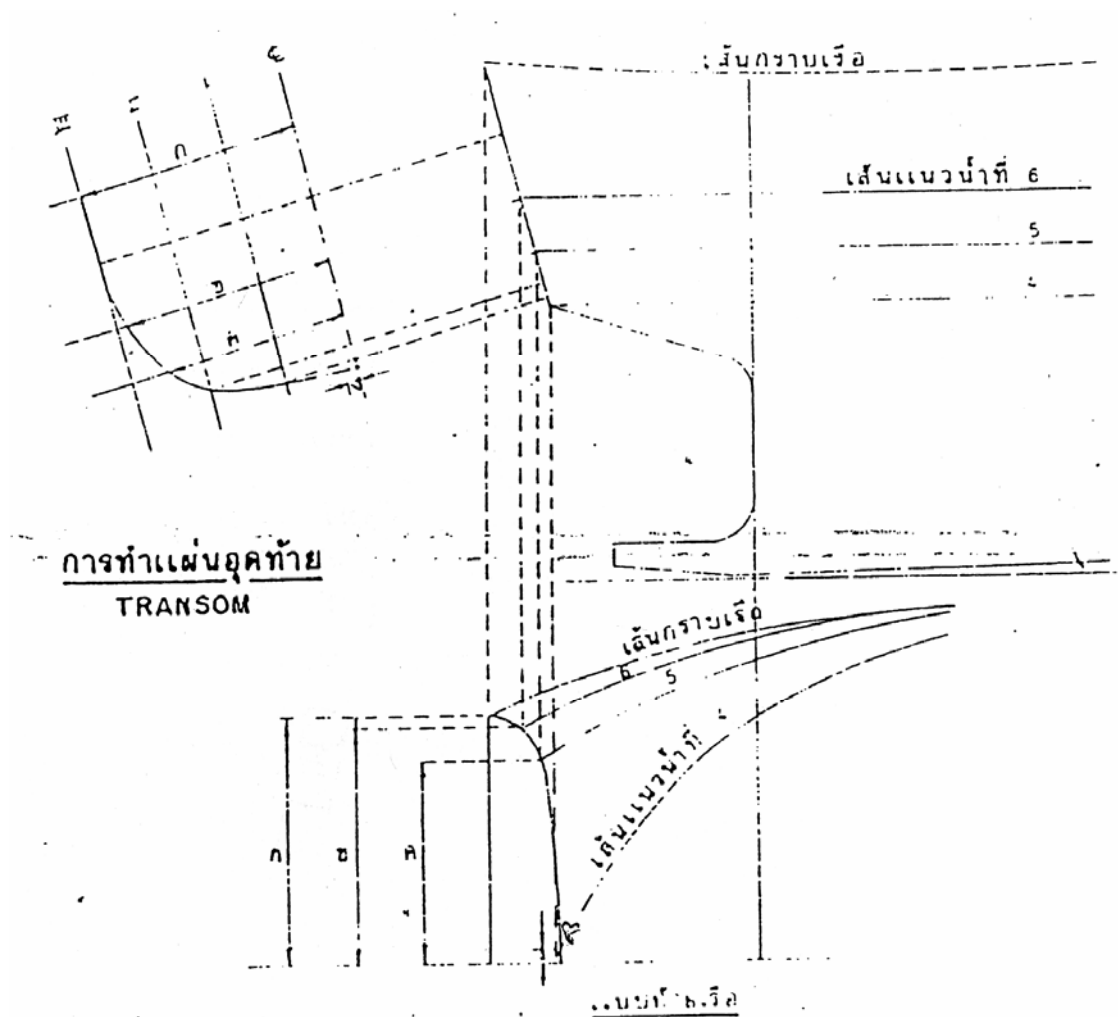 เส้นกราบเรือ
ก
เส้นแนวน้ำที่ 6
5
4
ข
ค
การทำแผ่นอุดท้าย
TRANSOM
เส้นกราบเรือ
6
5
เส้นแนวน้ำที่ 4
ก
ข
ค